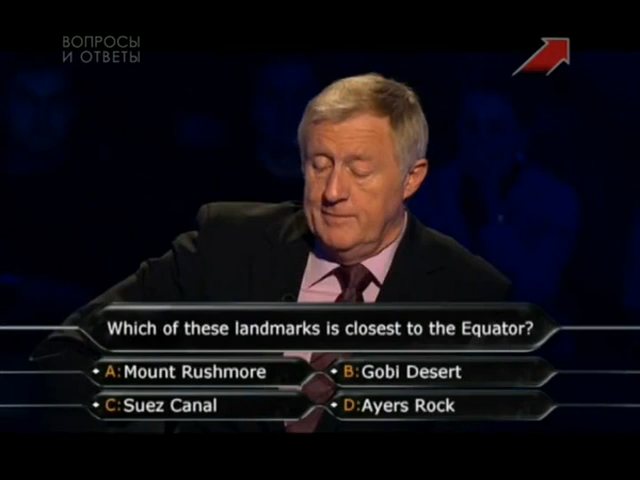 ВОПРОСЫ
И ОТВЕТЫ
Which of these landmarks is closest to the Equator?
A: Mount Rushmore
B: Gobi Desert
C: Suez Canal
D: Ayers Rock